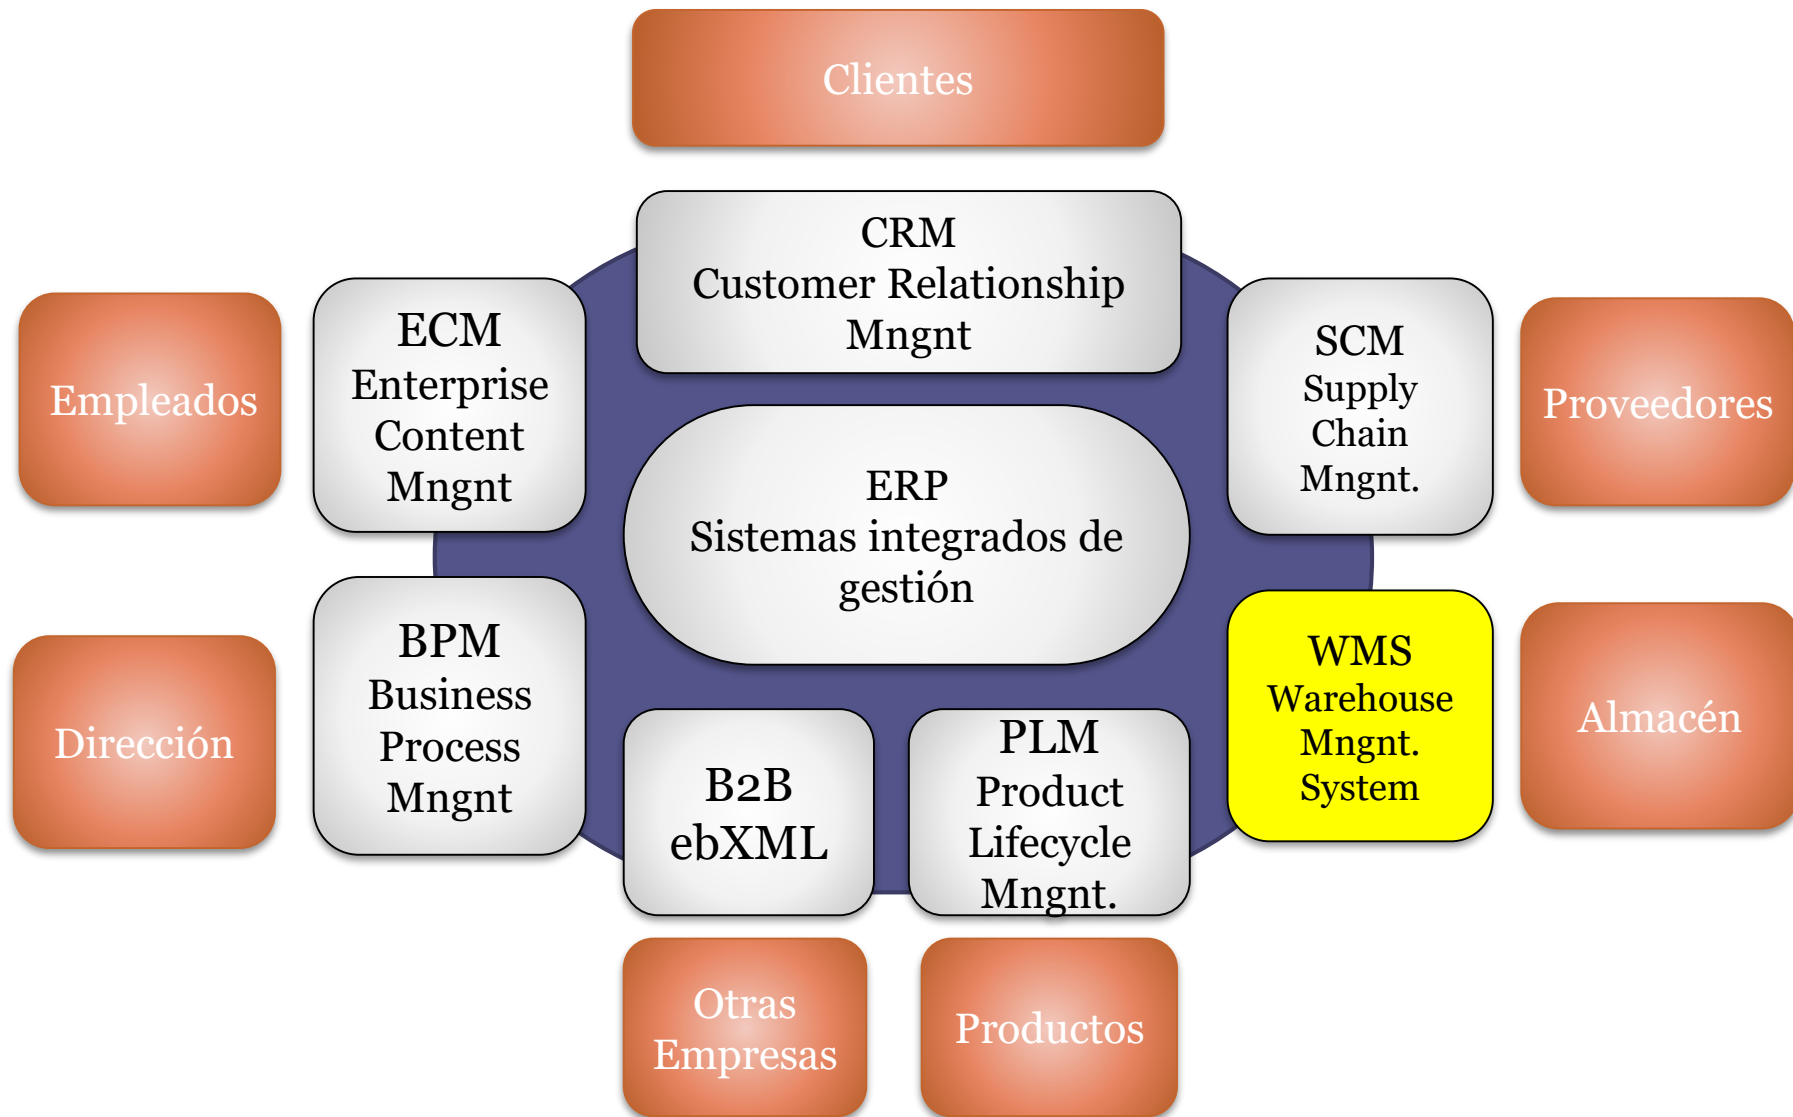 Clientes
CRM
Customer Relationship
Mngnt
Empleados
ECM
Enterprise
Content
Mngnt
SCM
Supply
Chain
Mngnt.
Proveedores
ERP
Sistemas integrados de
gestión
Dirección
BPM
Business
Process
Mngnt
B2B
ebXML
PLM
Product
Lifecycle
Mngnt.
WMS
Warehouse
Mngnt.
System
Almacén
Otras
Empresas
Productos